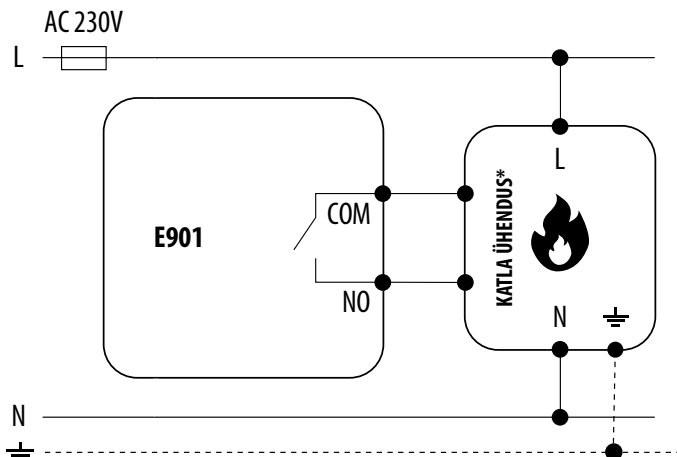 AC 230V
L
COM
E901
NO
L
KATLA ÜHENDUS*
N
N